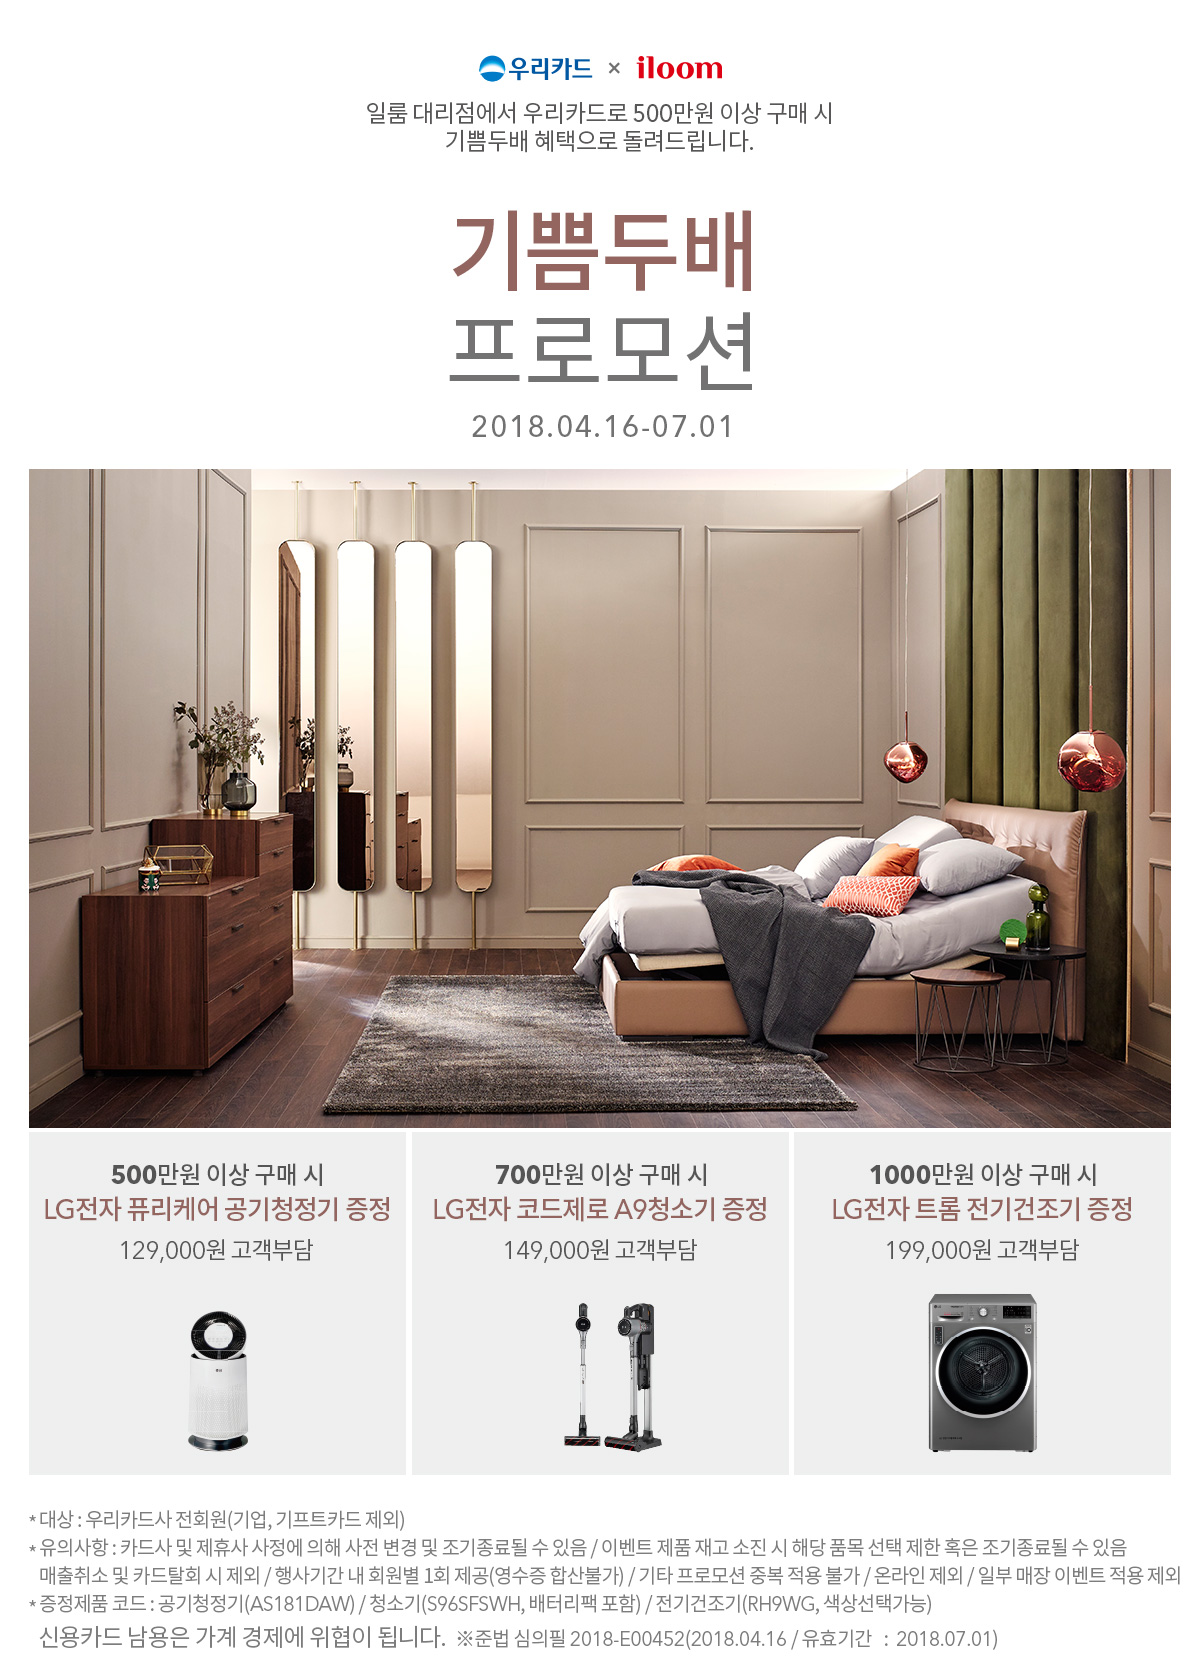 우리카드 × iloom
일룸 대리점에서 우리카드로 500만원 이상 구매 시
기쁨두배 혜택으로 돌려드립니다.
기쁨두배
프로모션
2018.04.16-07.01
500만원 이상 구매 시
LG전자 퓨리케어 공기청정기 증정
129,000원 고객부담
700만원 이상 구매 시
LG전자 코드제로 A9청소기 증정
149,000원 고객부담
1000만원 이상 구매 시
LG전자 트롬 전기건조기 증정
199,000원 고객부담
* 대상 : 우리카드사 전회원(기업, 기프트카드 제외)
* 유의사항 : 카드사 및 제휴사 사정에 의해 사전 변경 및 조기종료될 수 있음 / 이벤트 제품 재고 소진 시 해당 품목 선택 제한 혹은 조기종료될 수 있음
매출취소 및 카드탈회 시 제외 / 행사기간 내 회원별 1회 제공(영수증 합산불가) / 기타 프로모션 중복 적용 불가 / 온라인 제외 / 일부 매장 이벤트 적용 제외
* 증정제품 코드 : 공기청정기(AS181DAW) / 청소기(S96SFSWH, 배터리팩 포함) / 전기건조기(RH9WG, 색상선택가능)
신용카드 남용은 가계 경제에 위협이 됩니다. ※준법 심의필 2018-E00452(2018.04.16 / 유효기간 : 2018.07.01)